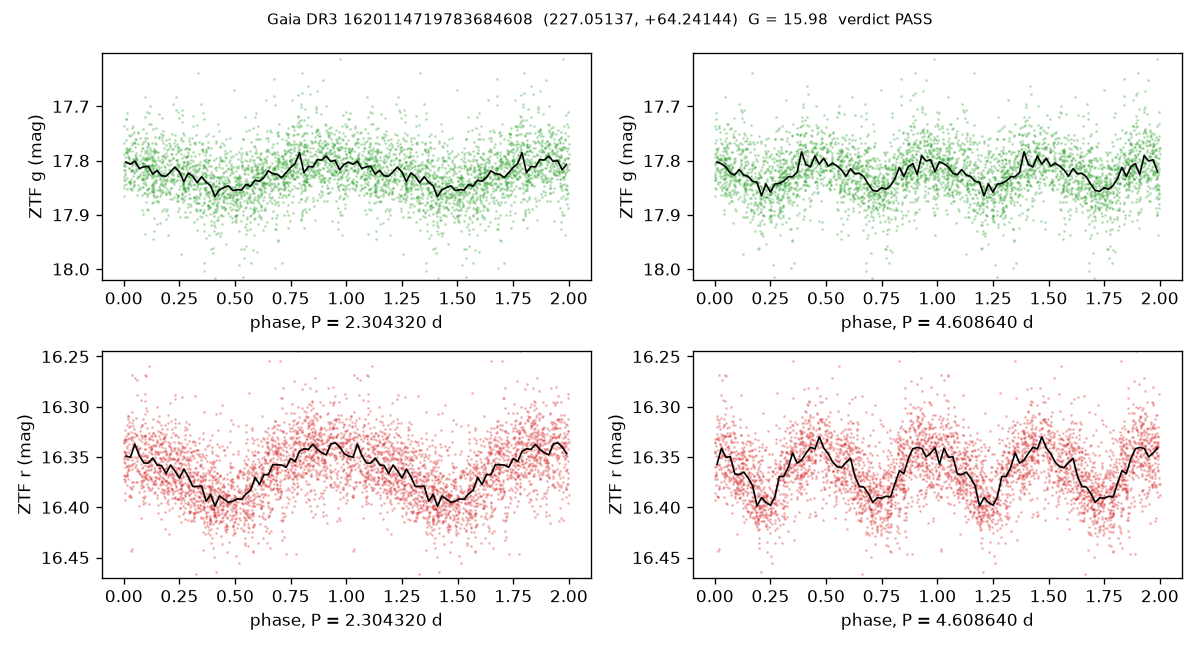 Gaia DR3 1620114719783684608  (227.05137, +64.24144)  G = 15.98  verdict PASS
ZTF g (mag)
17.7
17.8
17.9
18.0
0.00 0.25 0.50 0.75 1.00 1.25 1.50 1.75 2.00
phase, P = 2.304320 d
ZTF g (mag)
17.7
17.8
17.9
18.0
0.00 0.25 0.50 0.75 1.00 1.25 1.50 1.75 2.00
phase, P = 4.608640 d
ZTF r (mag)
16.25
16.30
16.35
16.40
16.45
0.00 0.25 0.50 0.75 1.00 1.25 1.50 1.75 2.00
phase, P = 2.304320 d
ZTF r (mag)
16.25
16.30
16.35
16.40
16.45
0.00 0.25 0.50 0.75 1.00 1.25 1.50 1.75 2.00
phase, P = 4.608640 d